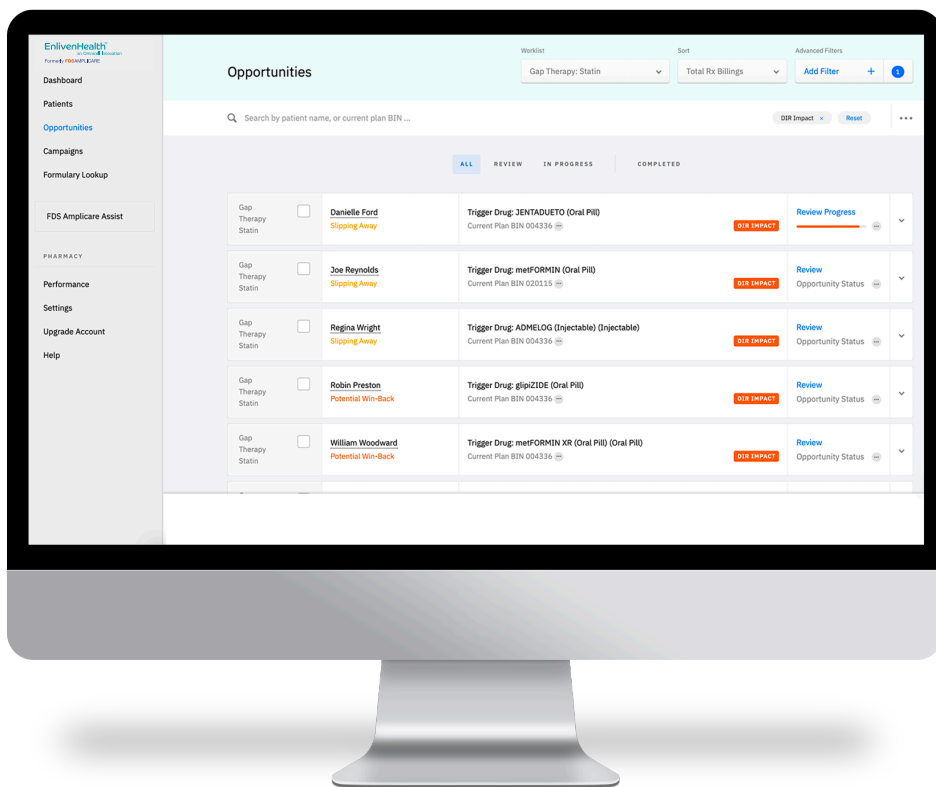 EnlivenHealth®
an Omnicell Innovation
Formerly FDSAMPLICARE
Dashboard
Patients
Opportunities
Campaigns
Formulary Lookup
FDS Amplicare Assist
PHARMACY
Performance
Settings
Upgrade Account
Help
Opportunities
Worklist
Gap Therapy: Statin
Sort
Total Rx Billings
Advanced Filters
Add Filter +
1
Search by patient name, or current plan BIN ...
DIR Impact ×
Reset
ALL
REVIEW
IN PROGRESS
COMPLETED
Gap
Therapy
Statin
Danielle Ford
Slipping Away
Trigger Drug: JENTADUETO (Oral Pill)
Current Plan BIN 004336
DIR IMPACT
Review Progress
Gap
Therapy
Statin
Joe Reynolds
Slipping Away
Trigger Drug: metFORMIN (Oral Pill)
Current Plan BIN 020115
DIR IMPACT
Review
Opportunity Status
Gap
Therapy
Statin
Regina Wright
Slipping Away
Trigger Drug: ADMELOG (Injectable) (Injectable)
Current Plan BIN 004336
DIR IMPACT
Review
Opportunity Status
Gap
Therapy
Statin
Robin Preston
Potential Win-Back
Trigger Drug: glipiZIDE (Oral Pill)
Current Plan BIN 004336
DIR IMPACT
Review
Opportunity Status
Gap
Therapy
Statin
William Woodward
Potential Win-Back
Trigger Drug: metFORMIN XR (Oral Pill) (Oral Pill)
Current Plan BIN 004336
DIR IMPACT
Review
Opportunity Status